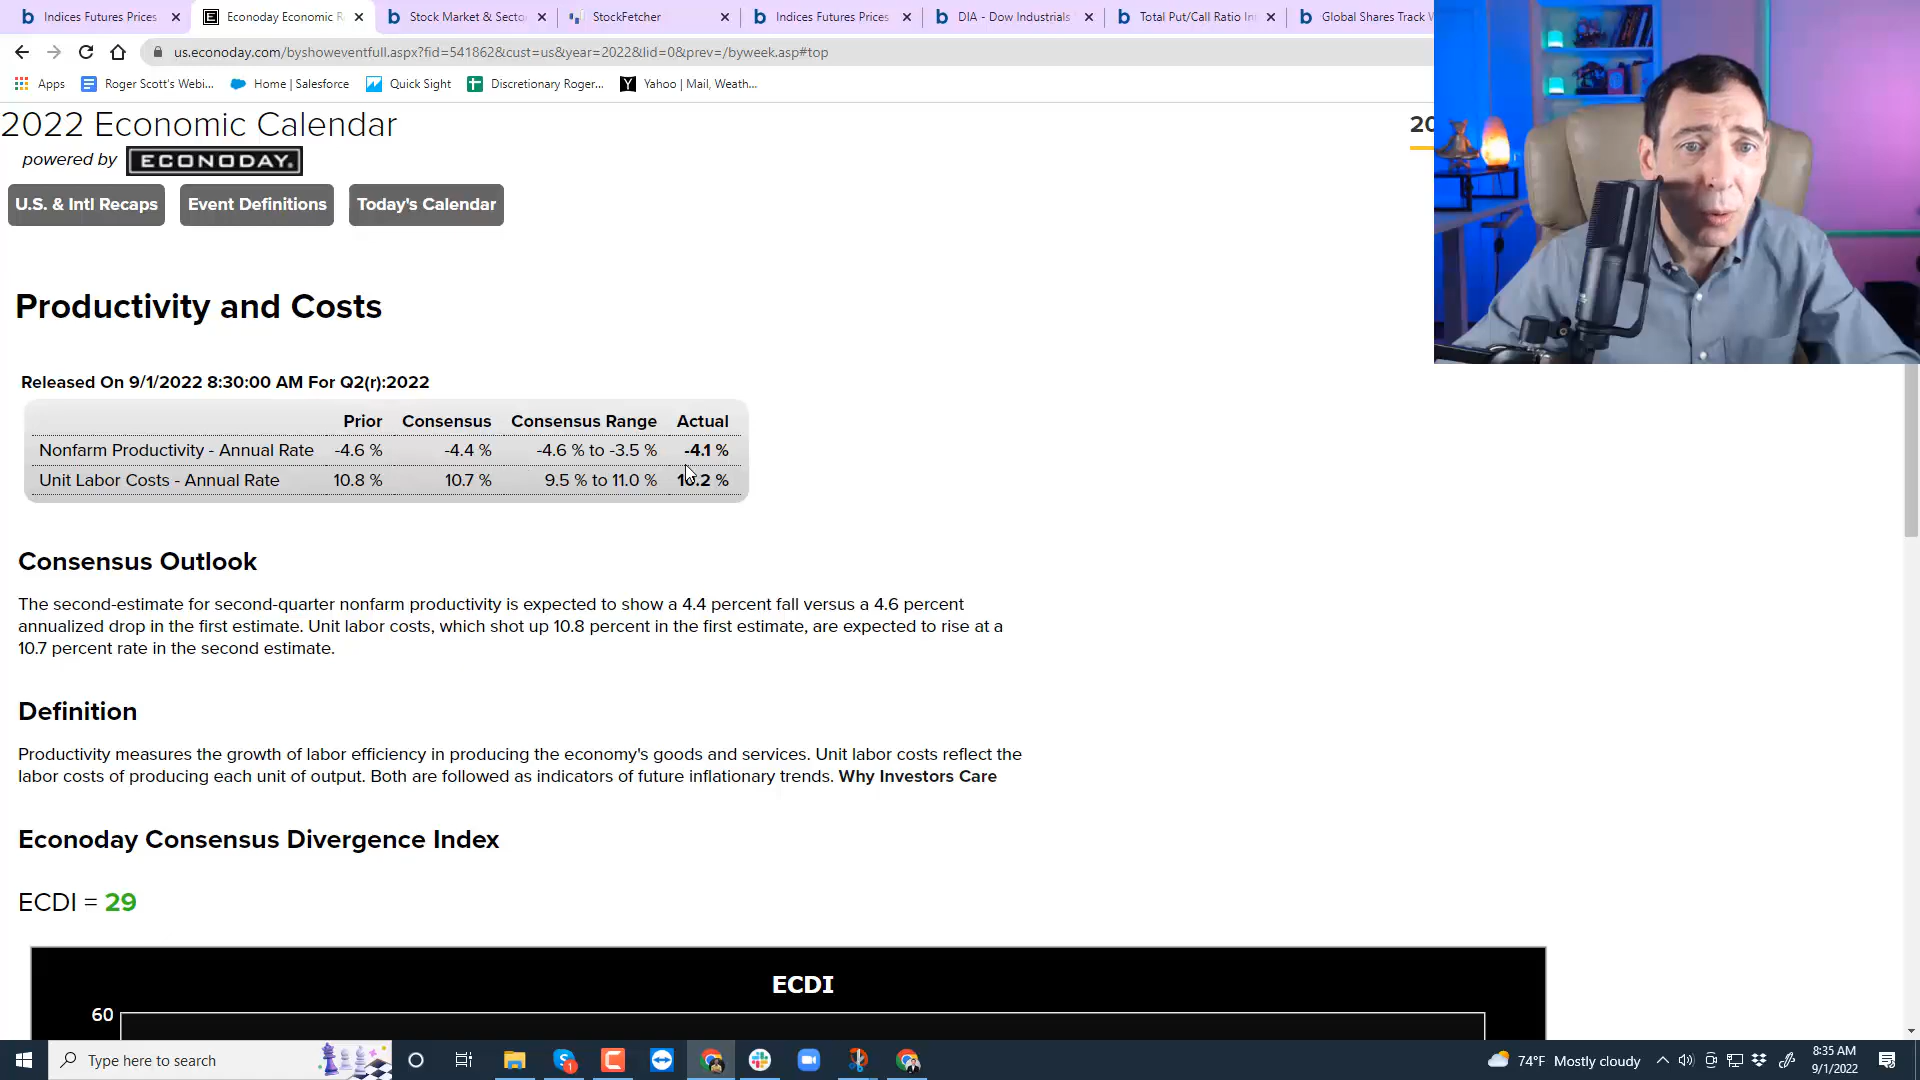 Indices Futures Prices
Econoday Economic R
Stock Market & Secto
StockFetcher
Indices Futures Prices
DIA - Dow Industrials
Total Put/Call Ratio In
Global Shares Track W
us.econoday.com/byshoweventfull.aspx?fid=541862&cust=us&year=2022&lid=0&prev=/byweek.asp#top
Apps
Roger Scott's Webi...
Home | Salesforce
Quick Sight
Discretionary Roger...
Yahoo | Mail, Weath...
2022 Economic Calendar
20
powered by ECONODAY.
U.S. & Intl Recaps
Event Definitions
Today's Calendar
Productivity and Costs
Released On 9/1/2022 8:30:00 AM For Q2(r):2022
Prior Consensus Consensus Range Actual
Nonfarm Productivity - Annual Rate -4.6 % -4.4 % -4.6 % to -3.5 % -4.1 %
Unit Labor Costs - Annual Rate 10.8 % 10.7 % 9.5 % to 11.0 % 10.2 %
Consensus Outlook
The second-estimate for second-quarter nonfarm productivity is expected to show a 4.4 percent fall versus a 4.6 percent
annualized drop in the first estimate. Unit labor costs, which shot up 10.8 percent in the first estimate, are expected to rise at a
10.7 percent rate in the second estimate.
Definition
Productivity measures the growth of labor efficiency in producing the economy's goods and services. Unit labor costs reflect the
labor costs of producing each unit of output. Both are followed as indicators of future inflationary trends. Why Investors Care
Econoday Consensus Divergence Index
ECDI = 29
ECDI
60
Type here to search
74°F Mostly cloudy
8:35 AM
9/1/2022